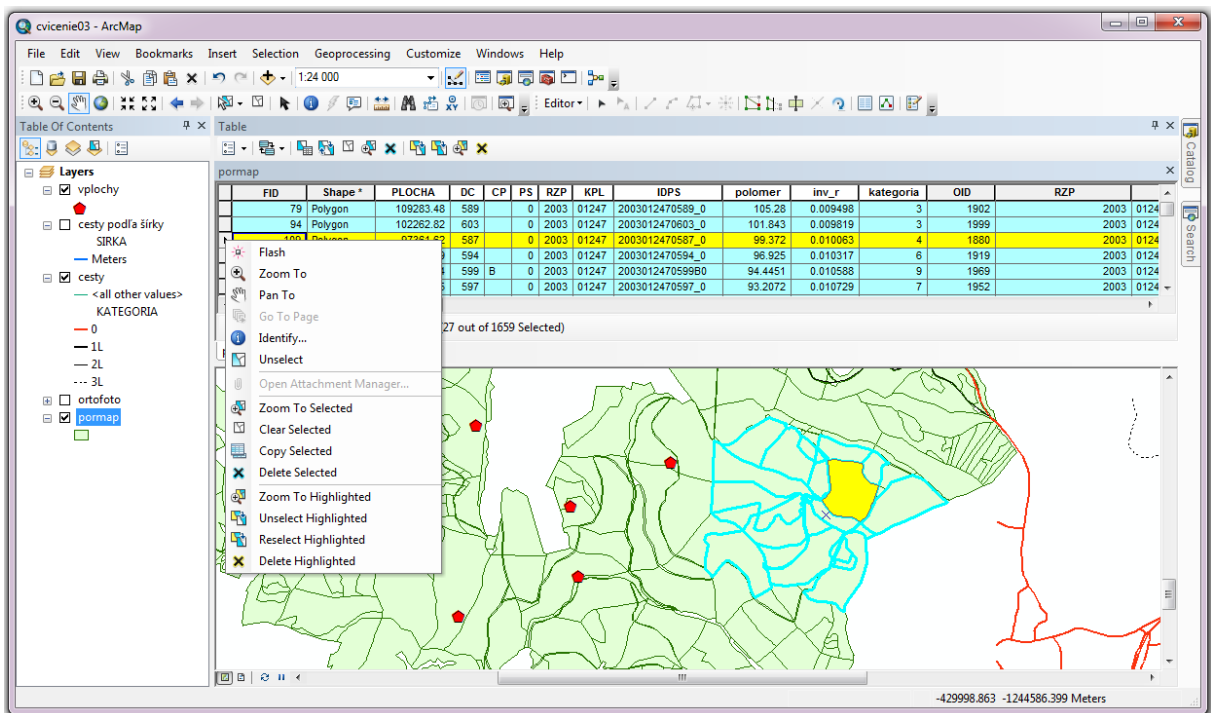 cvicenie03 - ArcMap
File Edit View Bookmarks Insert Selection Geoprocessing Customize Windows Help
1:24 000
Editor
Table Of Contents
Layers
vplochy
cesty podľa šírky
SIRKA
Meters
cesty
<all other values>
KATEGORIA
0
1L
2L
3L
ortofoto
pormap
Table
pormap
FID Shape * PLOCHA DC CP PS RZP KPL IDPS polomer inv_r kategoria OID RZP
79 Polygon 109283.48 589 0 2003 01247 2003012470589_0 105.28 0.009498 3 1902 2003 0124
94 Polygon 102262.82 603 0 2003 01247 2003012470603_0 101.843 0.009819 3 1999 2003 0124
109 Polygon 97361.62 587 0 2003 01247 2003012470587_0 99.372 0.010063 4 1880 2003 0124
594 0 2003 01247 2003012470594_0 96.925 0.010317 6 1919 2003 0124
599 B 0 2003 01247 2003012470599B0 94.4451 0.010588 9 1969 2003 0124
597 0 2003 01247 2003012470597_0 93.2072 0.010729 7 1952 2003 0124
27 out of 1659 Selected)
Flash
Zoom To
Pan To
Go To Page
Identify...
Unselect
Open Attachment Manager...
Zoom To Selected
Clear Selected
Copy Selected
Delete Selected
Zoom To Highlighted
Unselect Highlighted
Reselect Highlighted
Delete Highlighted
Catalog
Search
-429998.863 -1244586.399 Meters